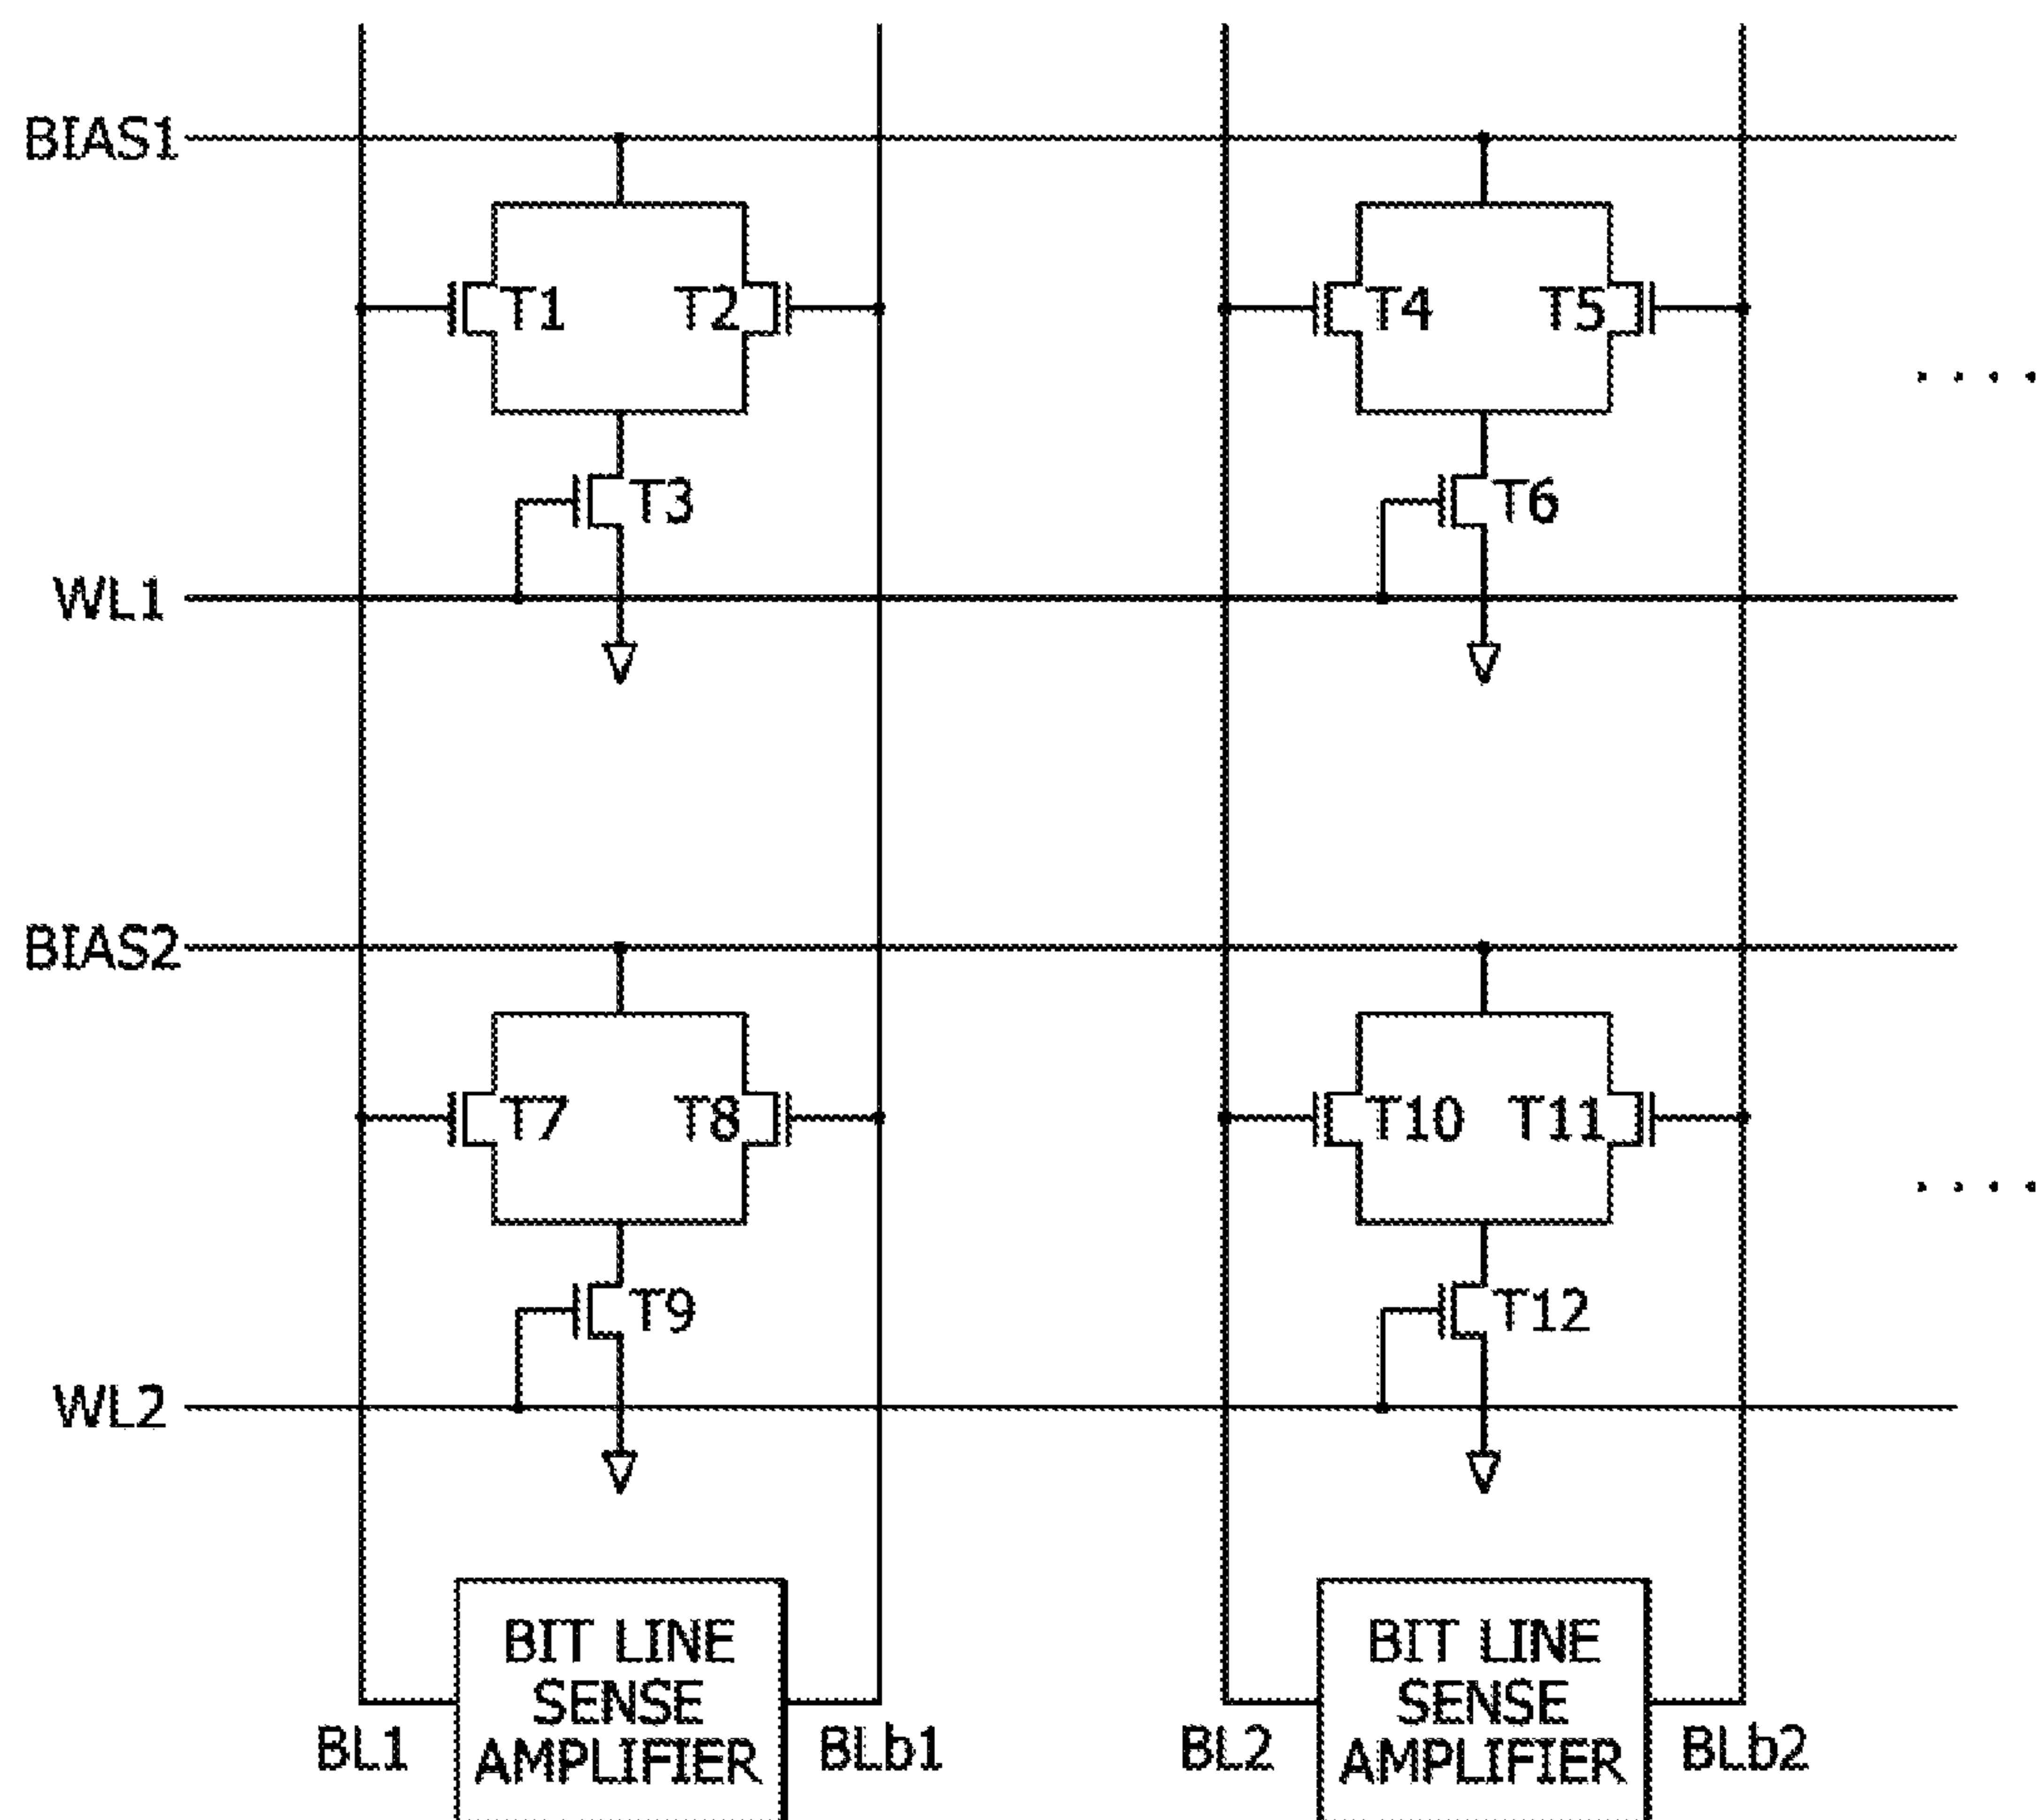 BIAS1
T1 T2 T4 T5
T3 T6
WL1
BIAS2
T7 T8 T10 T11
T9 T12
WL2
BIT LINE
SENSE
AMPLIFIER
BIT LINE
SENSE
AMPLIFIER
BL1 BLb1 BL2 BLb2